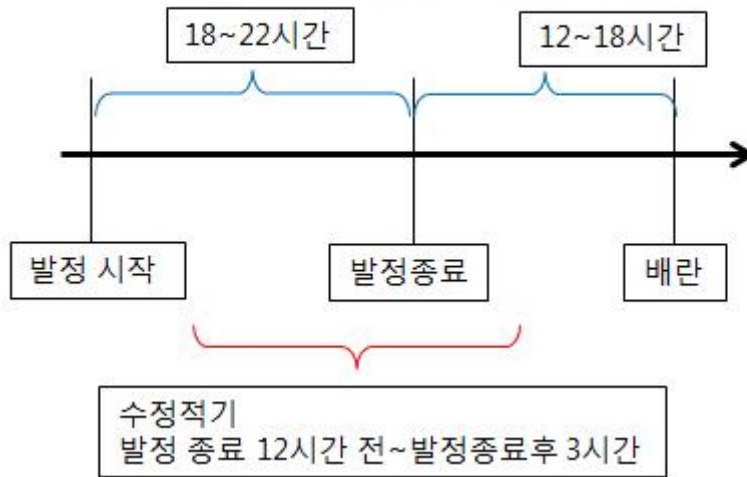 18~22시간
12~18시간
발정 시작
발정종료
배란
수정적기
발정 종료 12시간 전~발정종료후 3시간